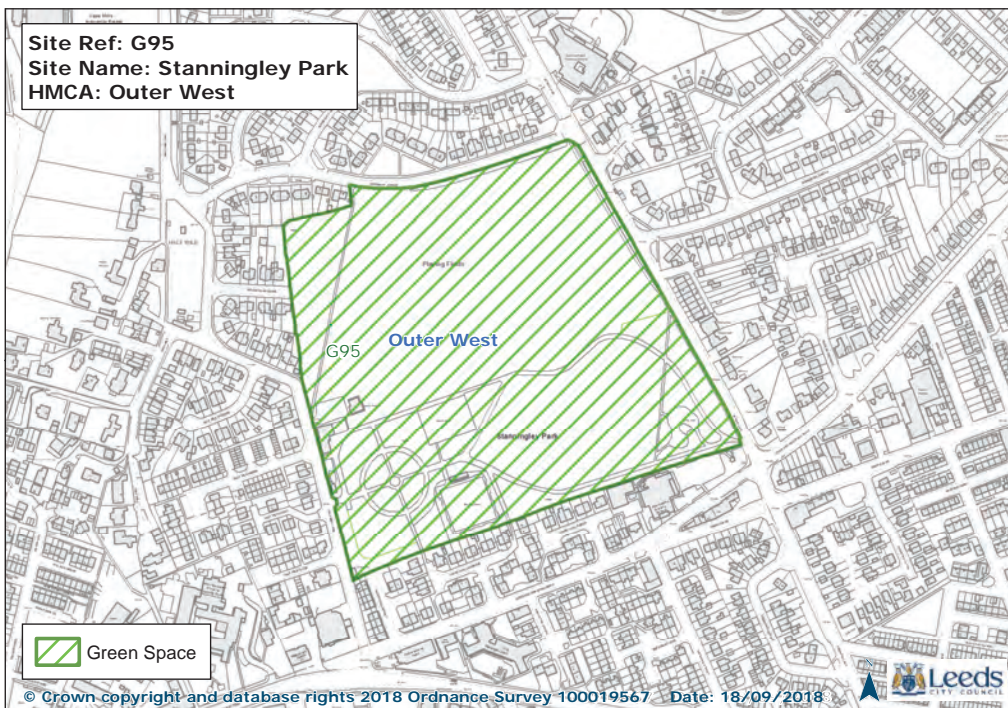 Site Ref: G95
Site Name: Stanningley Park
HMCA: Outer West
Playing Fields
Outer West
G95
Stanningley Park
Green Space
© Crown copyright and database rights 2018 Ordnance Survey 100019567 Date: 18/09/2018
Leeds
CITY COUNCIL